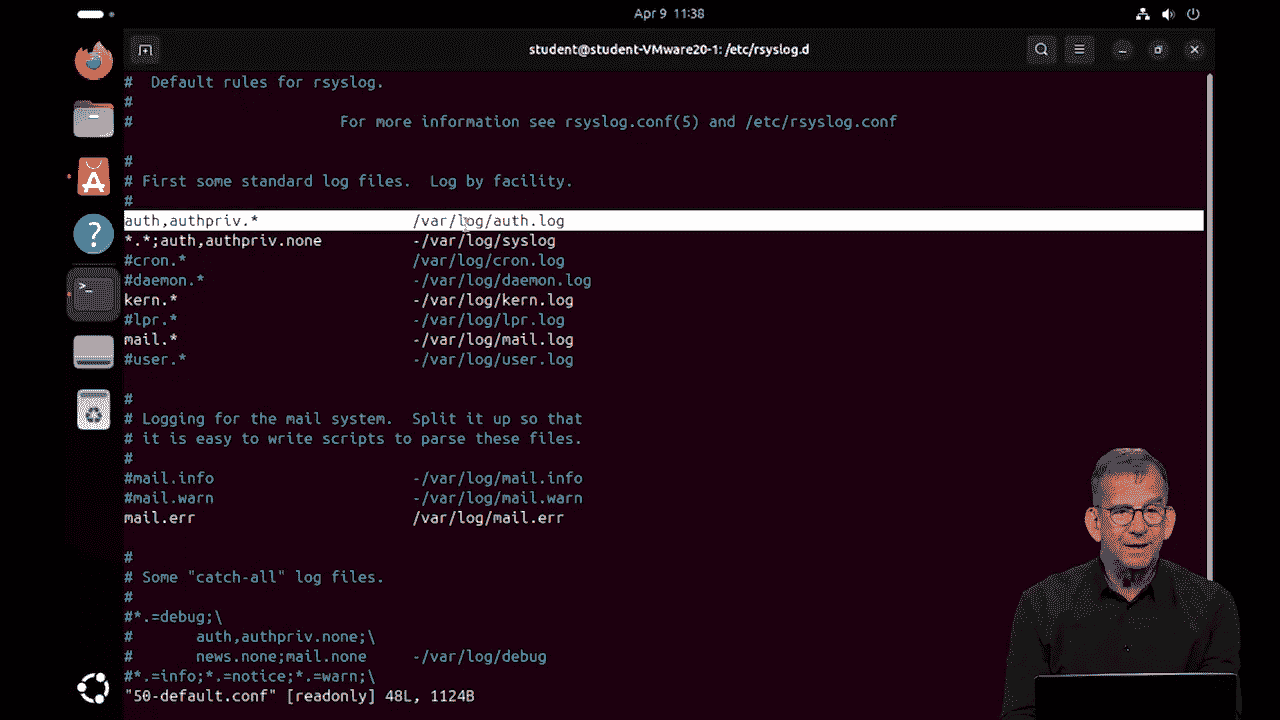 Apr 9 11:38
student@student-VMware20-1: /etc/rsyslog.d
#  Default rules for rsyslog.
#
#                       For more information see rsyslog.conf(5) and /etc/rsyslog.conf
#
# First some standard log files.  Log by facility.
#
auth,authpriv.*                 /var/log/auth.log
*.*;auth,authpriv.none          -/var/log/syslog
#cron.*                         /var/log/cron.log
#daemon.*                       -/var/log/daemon.log
kern.*                          -/var/log/kern.log
#lpr.*                          -/var/log/lpr.log
mail.*                          -/var/log/mail.log
#user.*                         -/var/log/user.log
#
# Logging for the mail system.  Split it up so that
# it is easy to write scripts to parse these files.
#
#mail.info                      -/var/log/mail.info
#mail.warn                      -/var/log/mail.warn
mail.err                        /var/log/mail.err
#
# Some "catch-all" log files.
#
#*.=debug;\
#       auth,authpriv.none;\
#       news.none;mail.none     -/var/log/debug
#*.=info;*.=notice;*.=warn;\
"50-default.conf" [readonly] 48L, 1124B